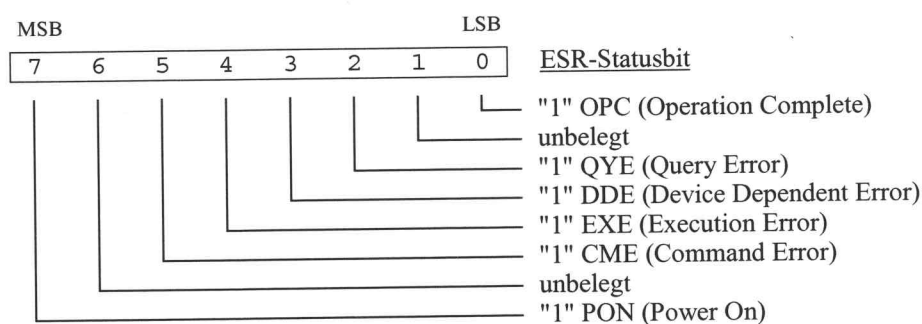 MSB LSB
7 6 5 4 3 2 1 0 ESR-Statusbit
"1" OPC (Operation Complete)
unbelegt
"1" QYE (Query Error)
"1" DDE (Device Dependent Error)
"1" EXE (Execution Error)
"1" CME (Command Error)
unbelegt
"1" PON (Power On)